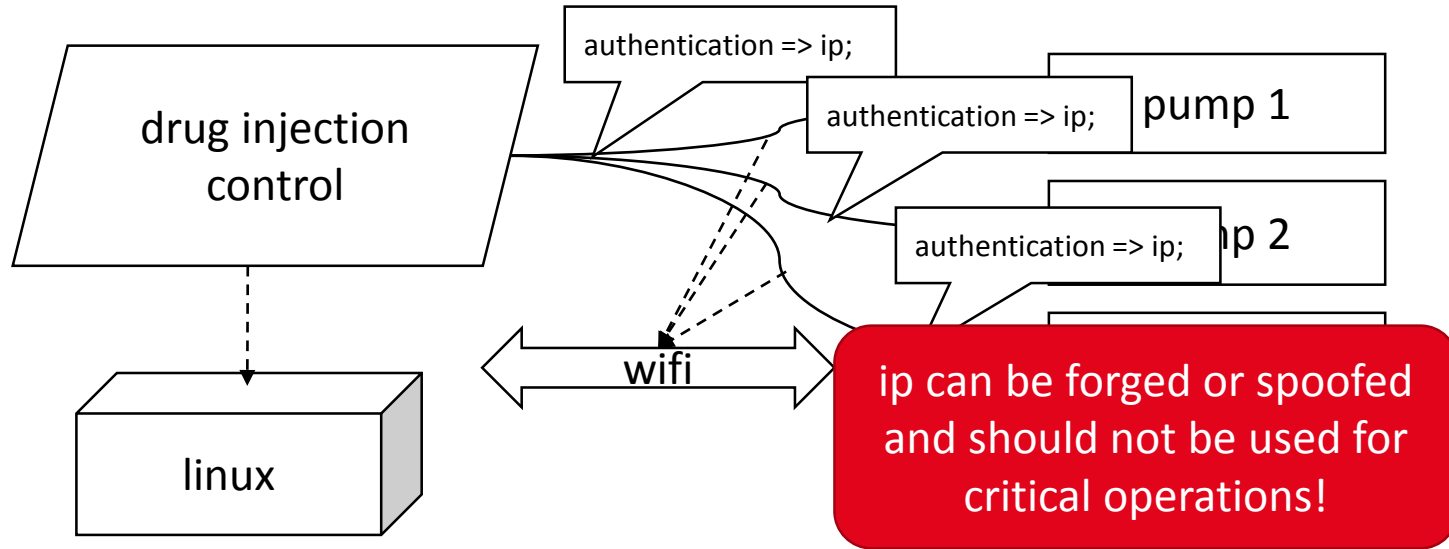 authentication => ip;
drug injection
control
authentication => ip;
pump 1
authentication => ip;
2
wifi
linux
ip can be forged or spoofed
and should not be used for
critical operations!